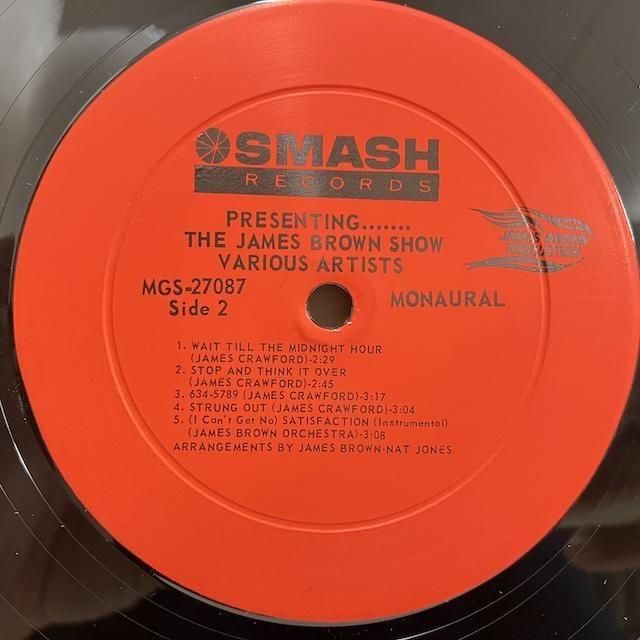 SMASH
RECORDS
PRESENTING.......
THE JAMES BROWN SHOW
VARIOUS ARTISTS
JAMES BROWN
PRODUCTION
MGS-27087
Side 2
MONAURAL
1. WAIT TILL THE MIDNIGHT HOUR
(JAMES CRAWFORD)-2:29
2. STOP AND THINK IT OVER
(JAMES CRAWFORD)-2:45
3. 634-5789 (JAMES CRAWFORD)-3:17
4. STRUNG OUT (JAMES CRAWFORD)-3:04
5. (I Can't Get No) SATISFACTION (Instrumental)
(JAMES BROWN ORCHESTRA)-3:08
ARRANGEMENTS BY JAMES BROWN-NAT JONES